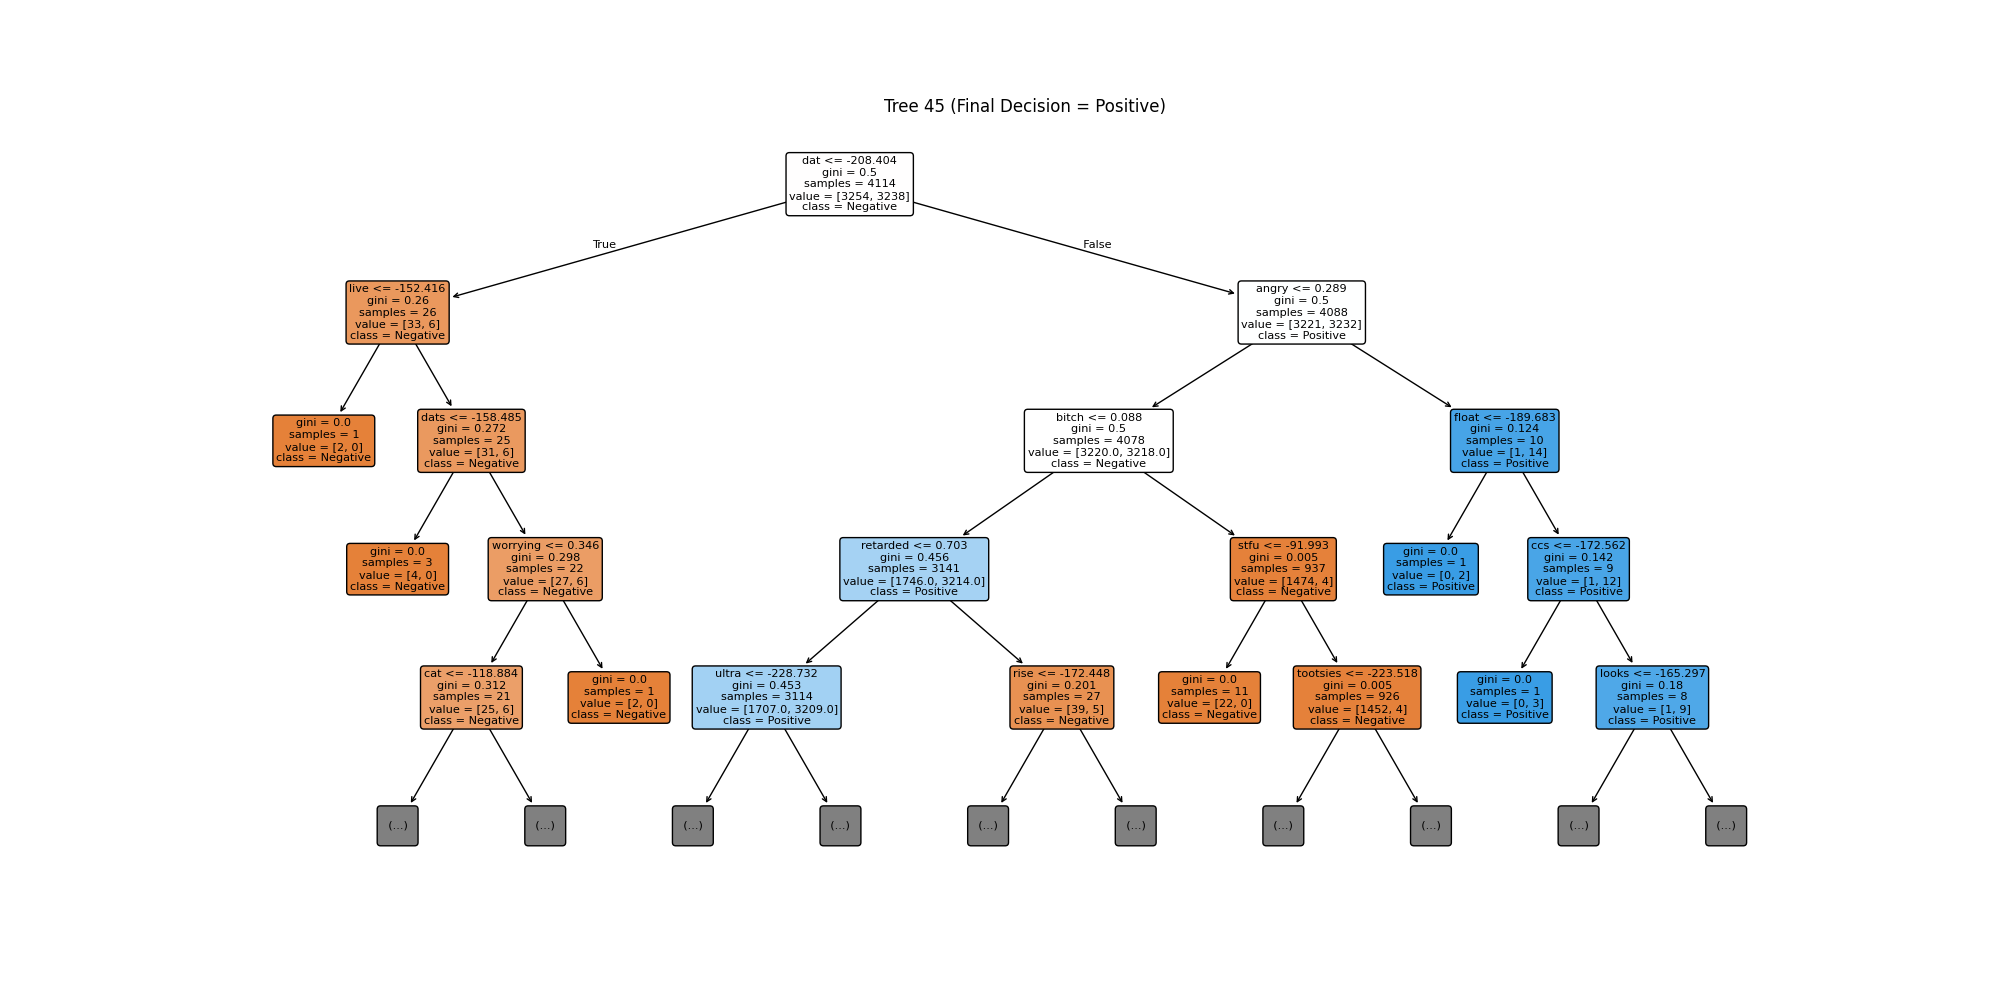 Tree 45 (Final Decision = Positive)
dat <= -208.404
gini = 0.5
samples = 4114
value = [3254, 3238]
class = Negative
True
False
live <= -152.416
gini = 0.26
samples = 26
value = [33, 6]
class = Negative
angry <= 0.289
gini = 0.5
samples = 4088
value = [3221, 3232]
class = Positive
gini = 0.0
samples = 1
value = [2, 0]
class = Negative
dats <= -158.485
gini = 0.272
samples = 25
value = [31, 6]
class = Negative
bitch <= 0.088
gini = 0.5
samples = 4078
value = [3220.0, 3218.0]
class = Negative
float <= -189.683
gini = 0.124
samples = 10
value = [1, 14]
class = Positive
gini = 0.0
samples = 3
value = [4, 0]
class = Negative
worrying <= 0.346
gini = 0.298
samples = 22
value = [27, 6]
class = Negative
retarded <= 0.703
gini = 0.456
samples = 3141
value = [1746.0, 3214.0]
class = Positive
stfu <= -91.993
gini = 0.005
samples = 937
value = [1474, 4]
class = Negative
gini = 0.0
samples = 1
value = [0, 2]
class = Positive
ccs <= -172.562
gini = 0.142
samples = 9
value = [1, 12]
class = Positive
cat <= -118.884
gini = 0.312
samples = 21
value = [25, 6]
class = Negative
gini = 0.0
samples = 1
value = [2, 0]
class = Negative
ultra <= -228.732
gini = 0.453
samples = 3114
value = [1707.0, 3209.0]
class = Positive
rise <= -172.448
gini = 0.201
samples = 27
value = [39, 5]
class = Negative
gini = 0.0
samples = 11
value = [22, 0]
class = Negative
tootsies <= -223.518
gini = 0.005
samples = 926
value = [1452, 4]
class = Negative
gini = 0.0
samples = 1
value = [0, 3]
class = Positive
looks <= -165.297
gini = 0.18
samples = 8
value = [1, 9]
class = Positive
(...)
(...)
(...)
(...)
(...)
(...)
(...)
(...)
(...)
(...)